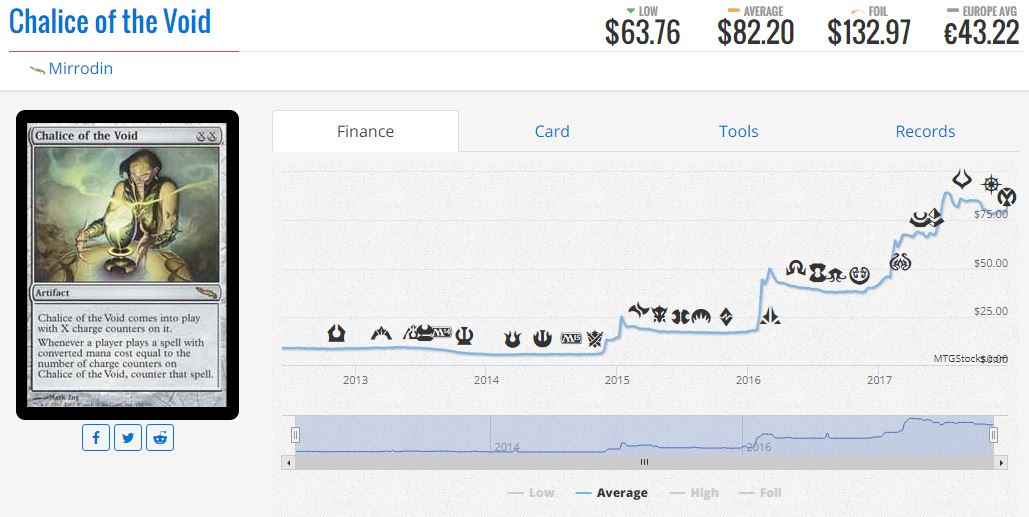 Chalice of the Void
LOW
$63.76
AVERAGE
$82.20
FOIL
$132.97
EUROPE AVG
€43.22
Mirrodin
Chalice of the Void XX
Artifact
Chalice of the Void comes into play
with X charge counters on it.
Whenever a player plays a spell with
converted mana cost equal to the
number of charge counters on
Chalice of the Void, counter that spell.
Mark Zug
Finance
Card
Tools
Records
$75.00
$50.00
$25.00
$0.00
MTGStocks.com
2013
2014
2015
2016
2017
2014
2016
Low
Average
High
Foil